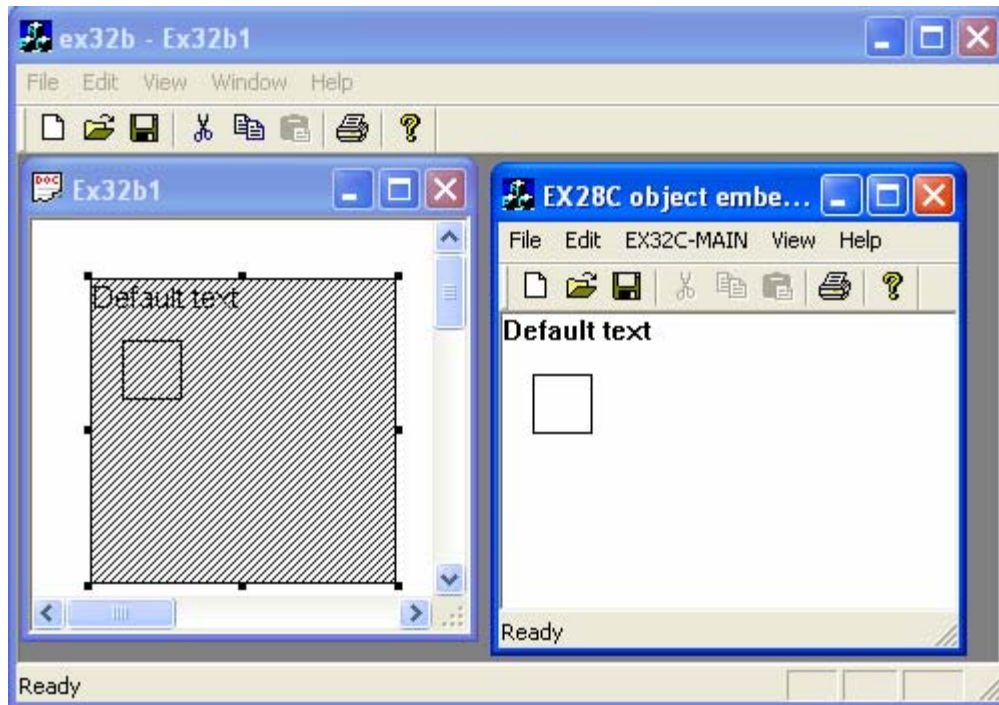 ex32b - Ex32b1
File Edit View Window Help
DOC
Ex32b1
Default text
EX28C object embe...
File Edit EX32C-MAIN View Help
Default text
Ready
Ready